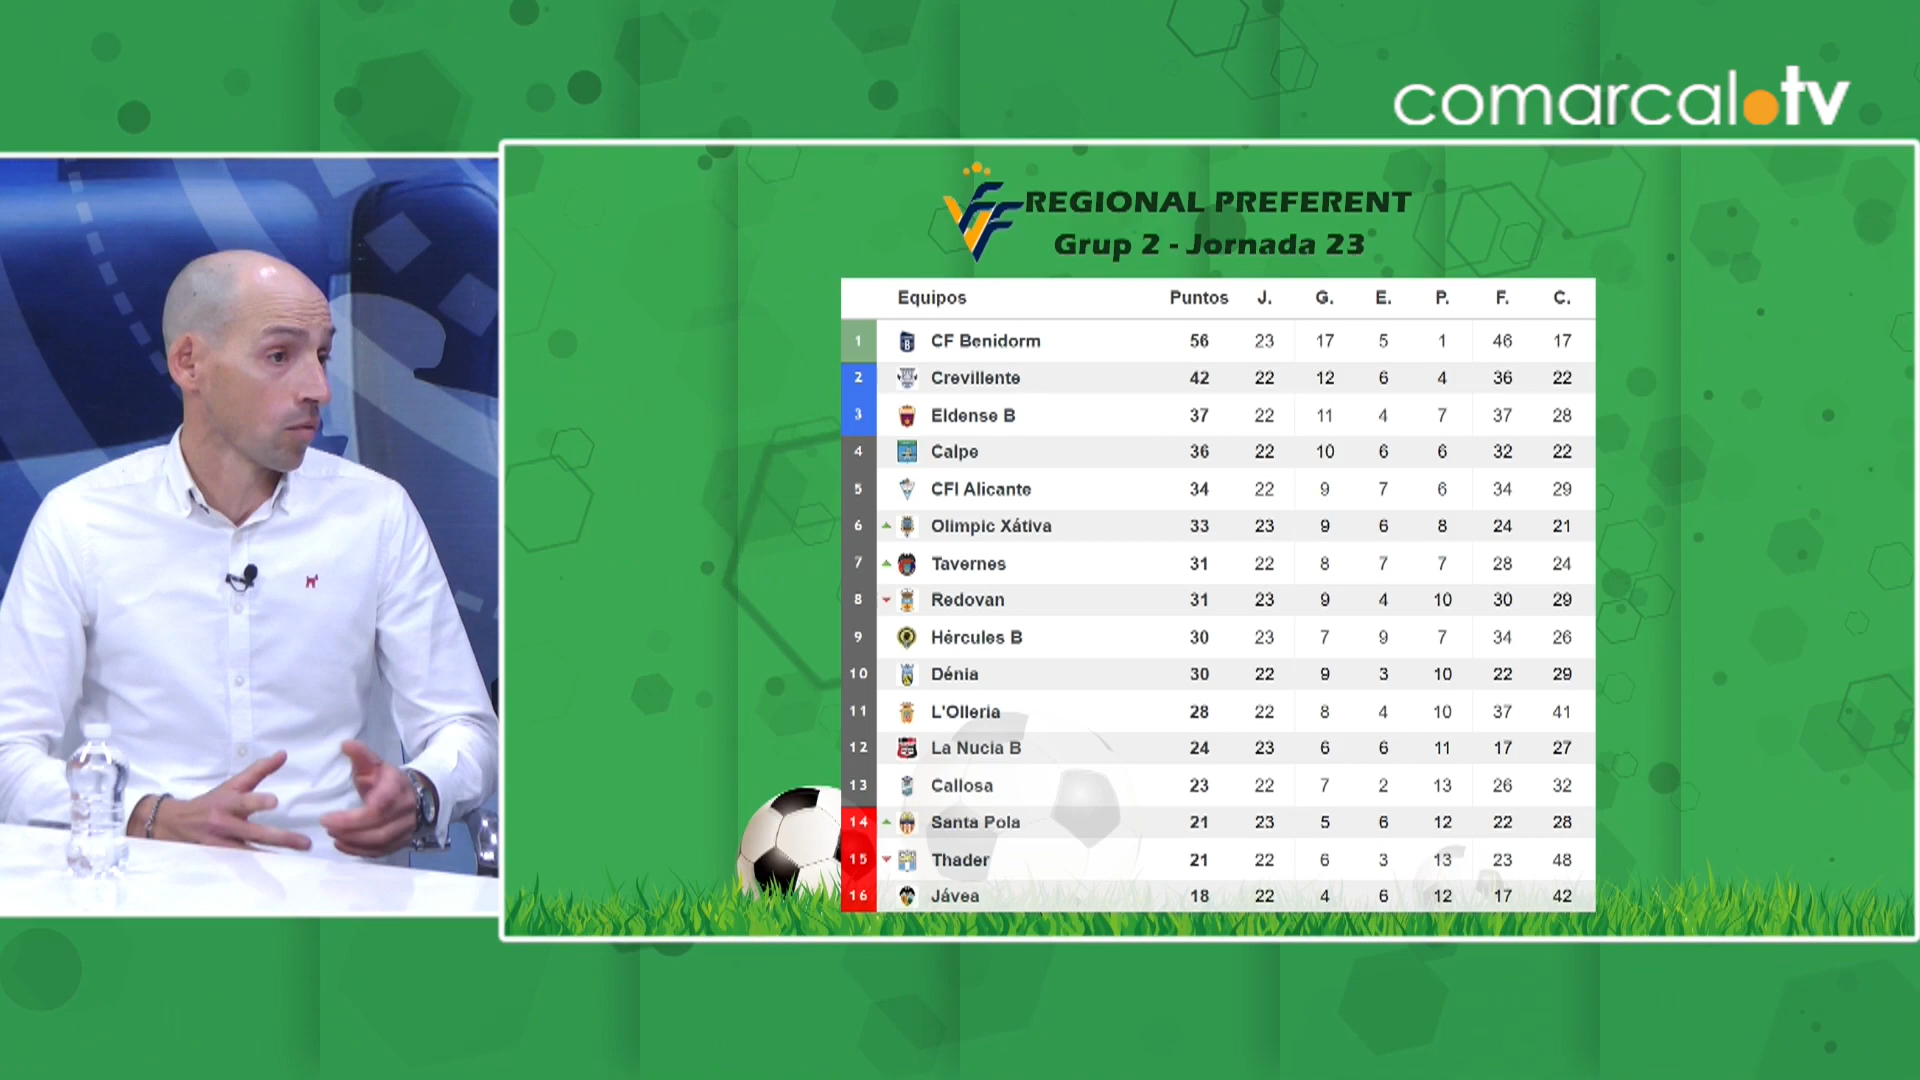 comarcal.tv
REGIONAL PREFERENT
Grup 2 - Jornada 23
Equipos Puntos J. G. E. P. F. C.
1 CF Benidorm 56 23 17 5 1 46 17
2 Crevillente 42 22 12 6 4 36 22
3 Eldense B 37 22 11 4 7 37 28
4 Calpe 36 22 10 6 6 32 22
5 CFI Alicante 34 22 9 7 6 34 29
6 Olimpic Xátiva 33 23 9 6 8 24 21
7 Tavernes 31 22 8 7 7 28 24
8 Redovan 31 23 9 4 10 30 29
9 Hércules B 30 23 7 9 7 34 26
10 Dénia 30 22 9 3 10 22 29
11 L'Olleria 28 22 8 4 10 37 41
12 La Nucia B 24 23 6 6 11 17 27
13 Callosa 23 22 7 2 13 26 32
14 Santa Pola 21 23 5 6 12 22 28
15 Thader 21 22 6 3 13 23 48
16 Jávea 18 22 4 6 12 17 42